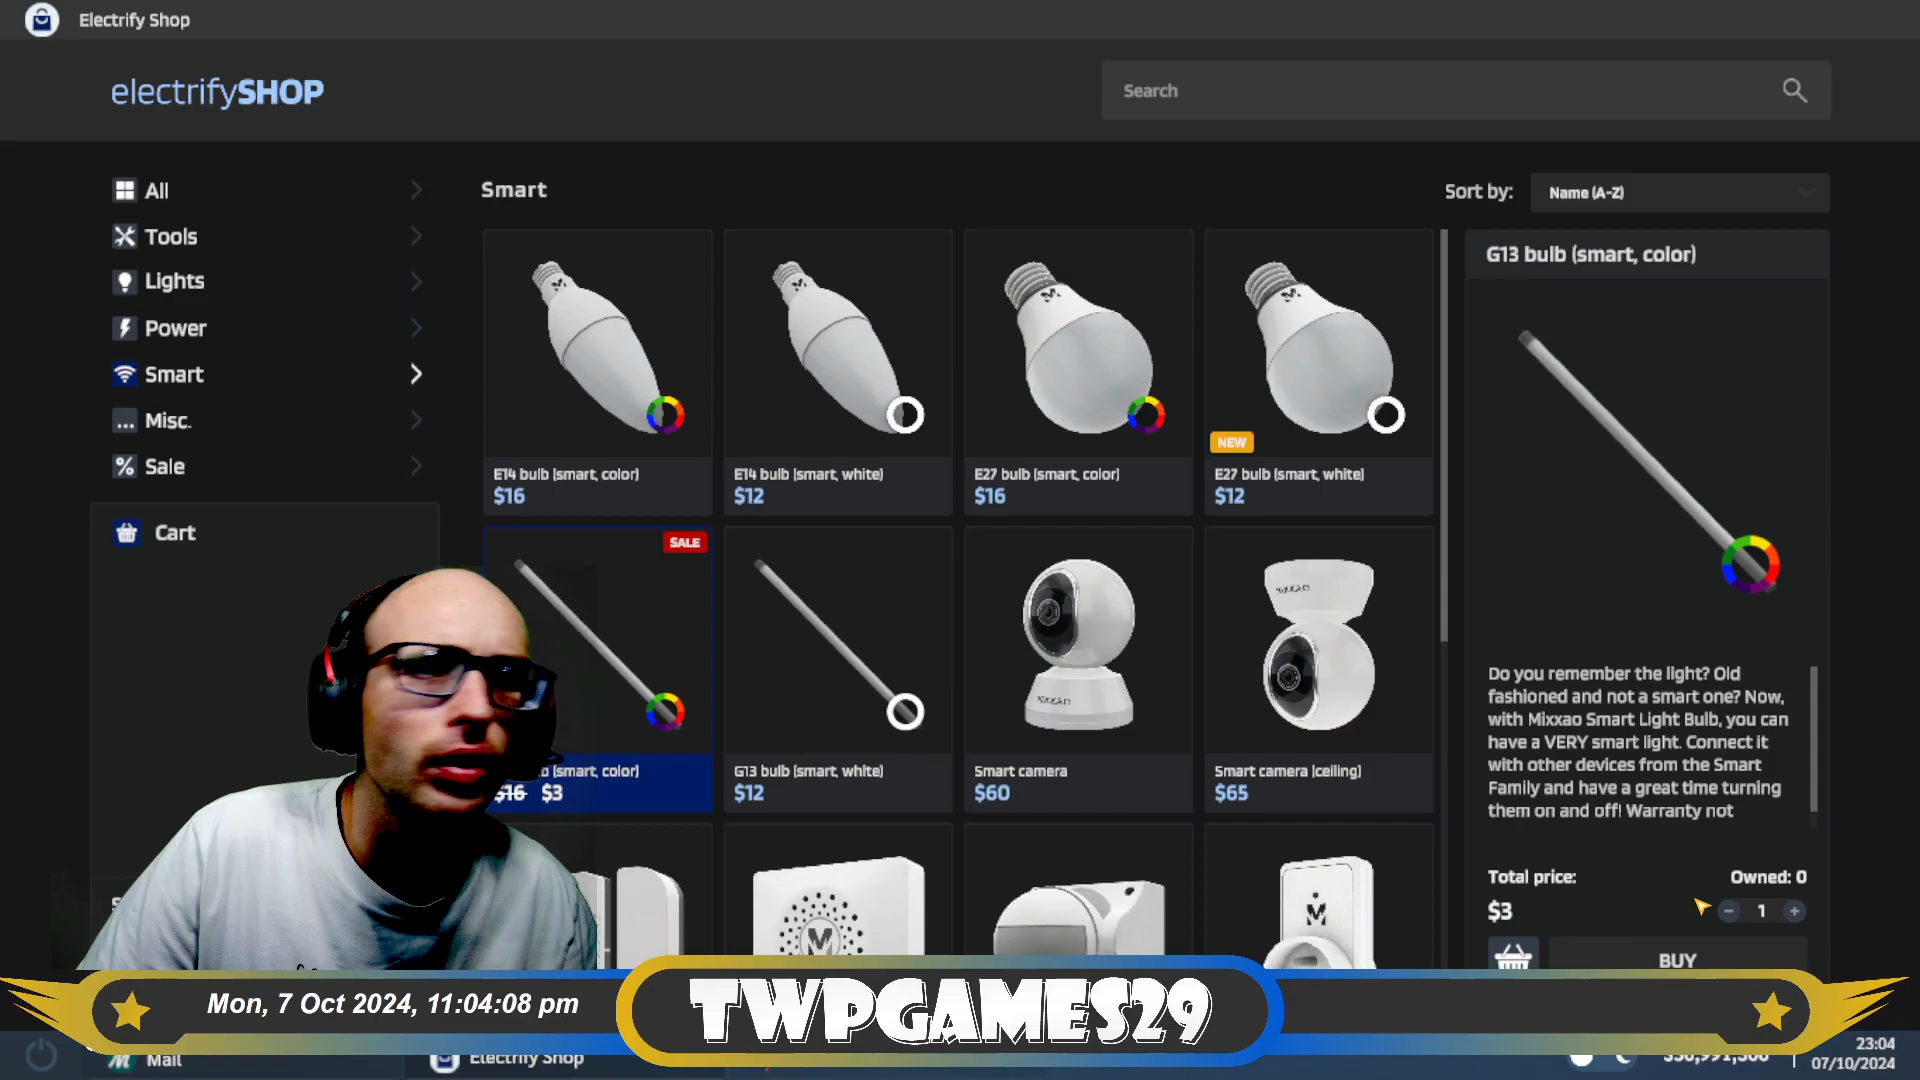 Electrify Shop
electrifySHOP
Search
All
Tools
Lights
Power
Smart
Misc.
Sale
Cart
Smart
Sort by:
Name (A-Z)
E14 bulb (smart, color)
$16
E14 bulb (smart, white)
$12
E27 bulb (smart, color)
$16
NEW
E27 bulb (smart, white)
$12
SALE
(smart, color)
$16 $3
G13 bulb (smart, white)
$12
MIXXAO
Smart camera
$60
MIXXAO
Smart camera (ceiling)
$65
G13 bulb (smart, color)
Do you remember the light? Old
fashioned and not a smart one? Now,
with Mixxao Smart Light Bulb, you can
have a VERY smart light. Connect it
with other devices from the Smart
Family and have a great time turning
them on and off! Warranty not
Total price:
Owned: 0
$3
- 1 +
BUY
Mon, 7 Oct 2024, 11:04:08 pm
TWPGAMES29
Mail
Electrify Shop
23:04
07/10/2024